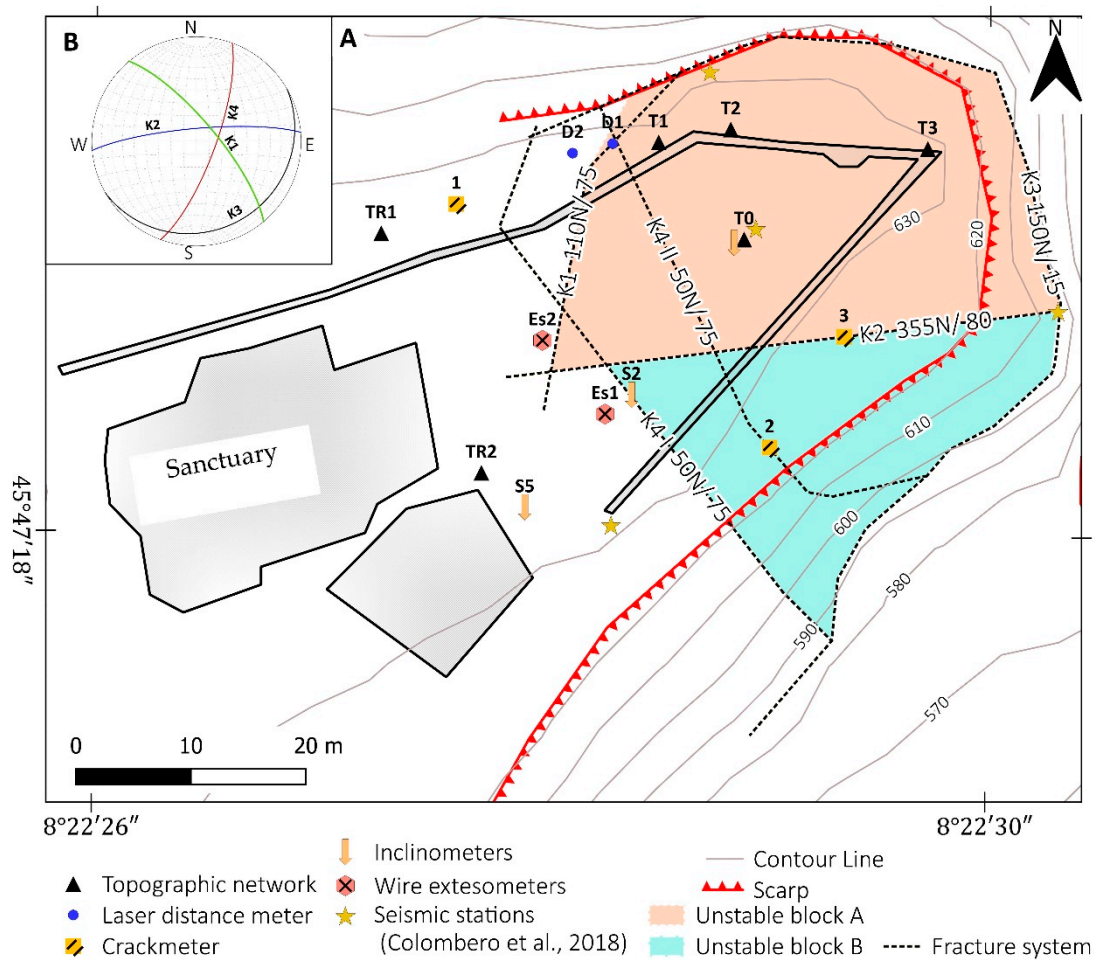 B
N
W
E
S
K2
K4
K1
K3
A
N
D2
D1
T1
T2
T3
1
TR1
T0
630
620
K1 110N/75
K4 II 50N/75
K3 150N/15
Es2
3
K2 355N/80
Es1
S2
K4 I 50N/75
2
610
TR2
S5
600
580
590
570
Sanctuary
45°47′18″
0 10 20 m
8°22′26″
8°22′30″
Inclinometers
Contour Line
Topographic network
Wire extesometers
Scarp
Laser distance meter
Seismic stations
(Colombero et al., 2018)
Unstable block A
Crackmeter
Unstable block B
Fracture system